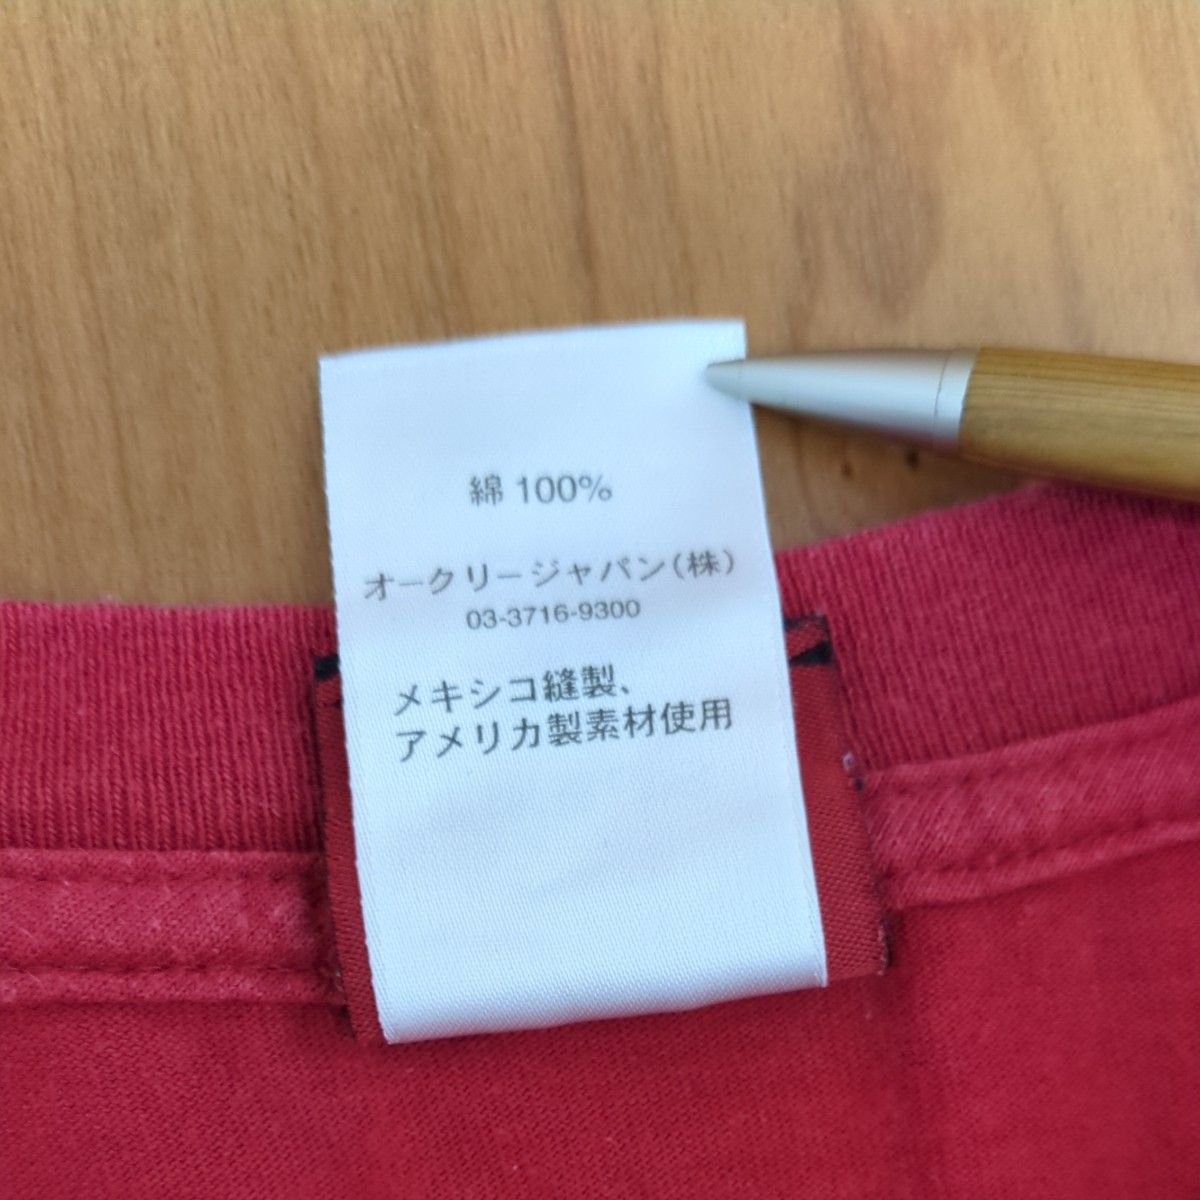 綿 100%
オークリージャパン(株)
03-3716-9300
メキシコ縫製、
アメリカ製素材使用